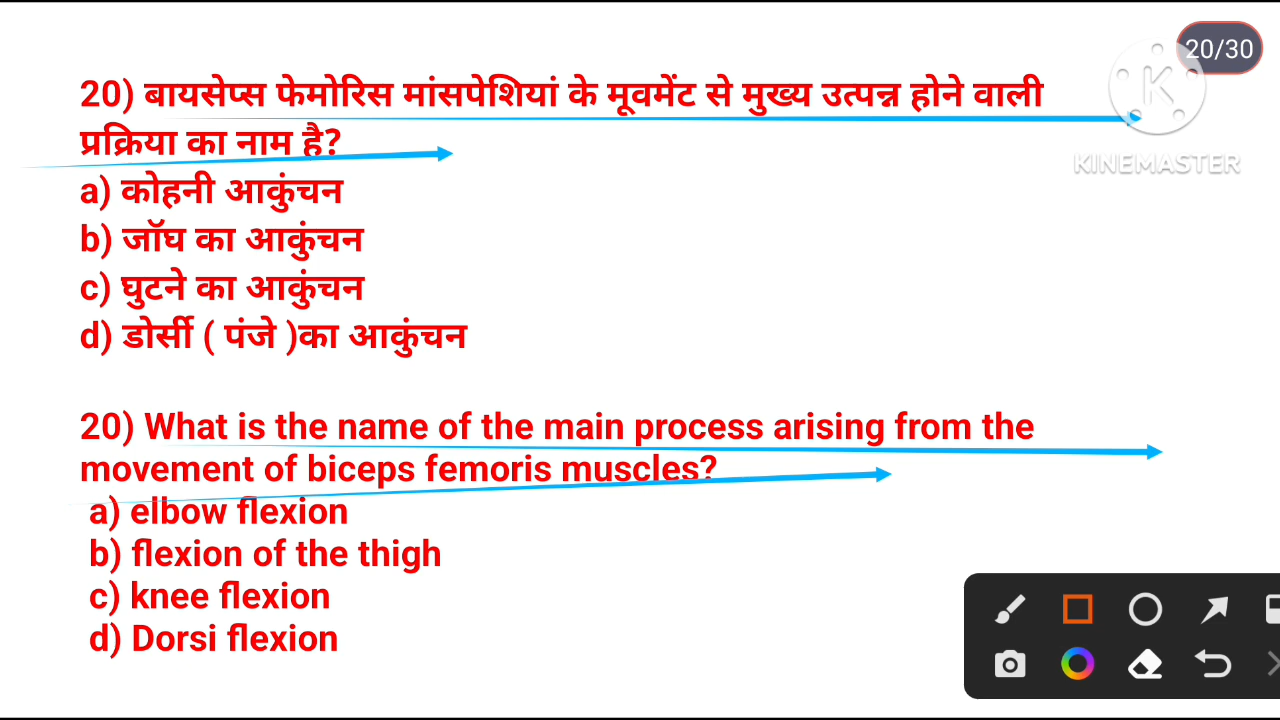 20/30
KINEMASTER
20) बायसेप्स फेमोरिस मांसपेशियां के मूवमेंट से मुख्य उत्पन्न होने वाली
प्रक्रिया का नाम है?
a) कोहनी आकुंचन
b) जॉघ का आकुंचन
c) घुटने का आकुंचन
d) डोर्सी ( पंजे )का आकुंचन
20) What is the name of the main process arising from the
movement of biceps femoris muscles?
a) elbow flexion
b) flexion of the thigh
c) knee flexion
d) Dorsi flexion